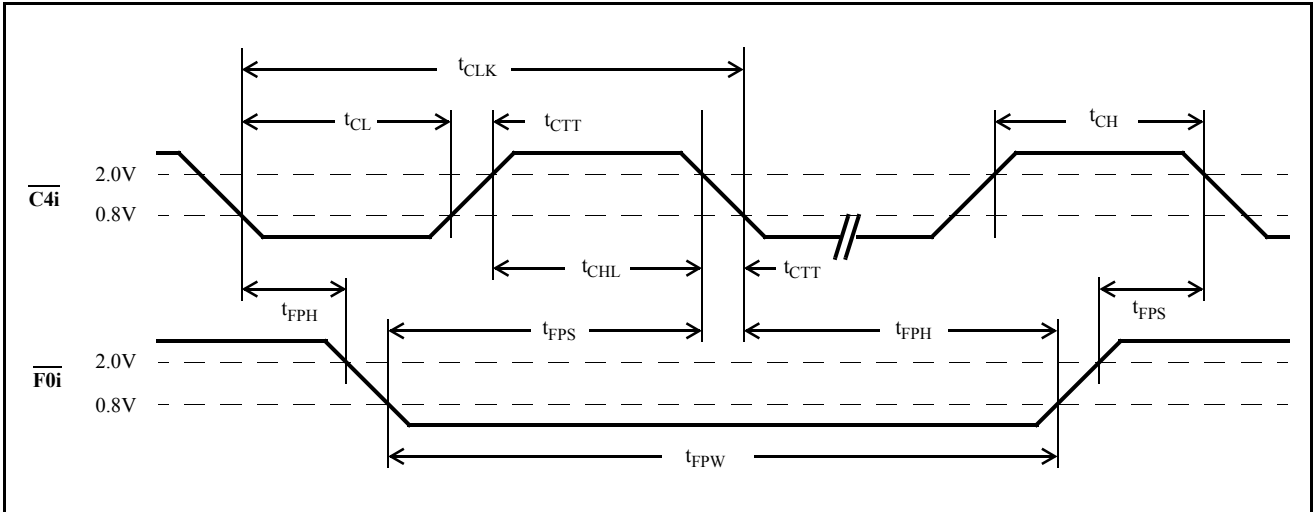 tCLK
tCL
tCTT
tCH
2.0V
C4i
0.8V
tCHL
tCTT
tFPH
tFPS
tFPS
tFPH
2.0V
F0i
0.8V
tFPW